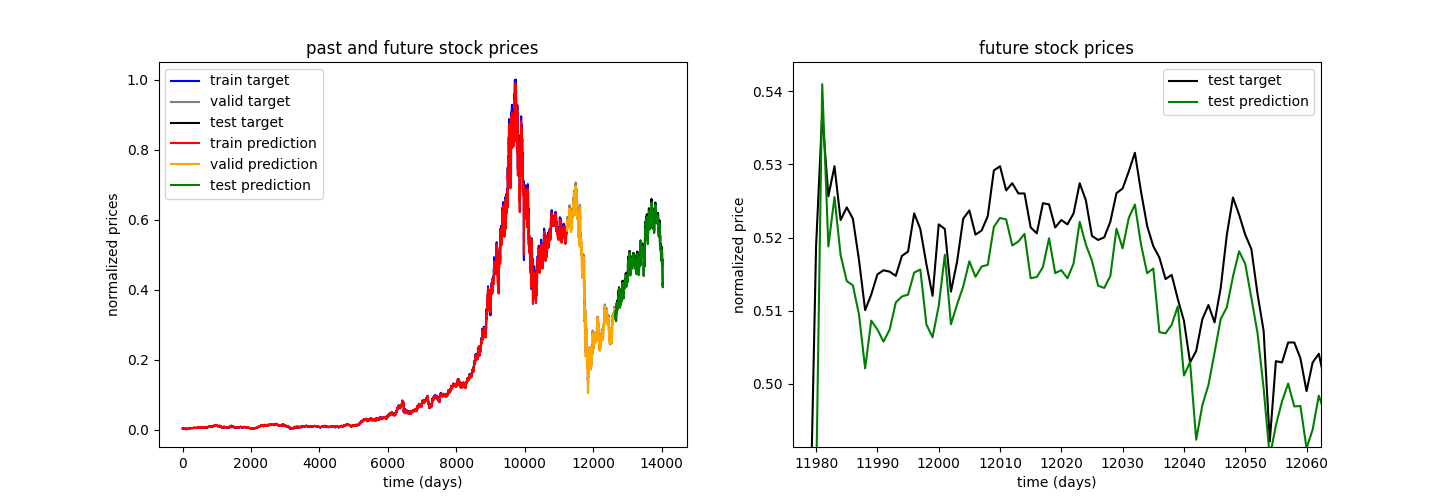 past and future stock prices
normalized prices
1.0
0.8
0.6
0.4
0.2
0.0
train target
valid target
test target
train prediction
valid prediction
test prediction
0 2000 4000 6000 8000 10000 12000 14000
time (days)
future stock prices
normalized price
0.54
0.53
0.52
0.51
0.50
test target
test prediction
11980 11990 12000 12010 12020 12030 12040 12050 12060
time (days)